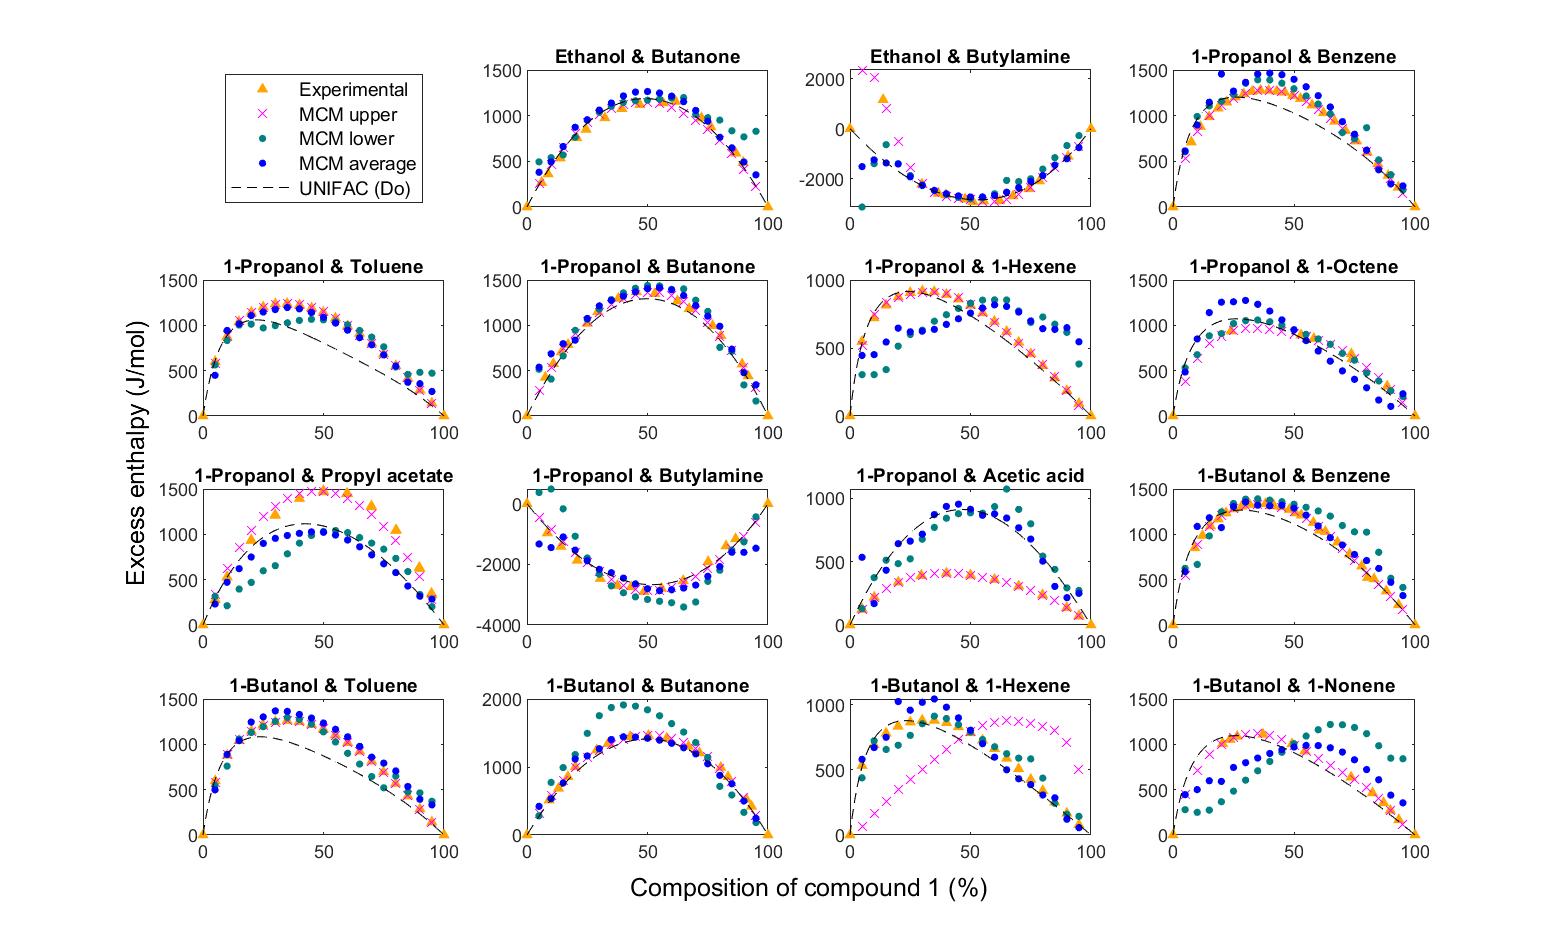 Experimental
MCM upper
MCM lower
MCM average
UNIFAC (Do)
Ethanol & Butanone
1500
1000
500
0
0 50 100
Ethanol & Butylamine
2000
0
-2000
0 50 100
1-Propanol & Benzene
1500
1000
500
0
0 50 100
1-Propanol & Toluene
1500
1000
500
0
0 50 100
1-Propanol & Butanone
1500
1000
500
0
0 50 100
1-Propanol & 1-Hexene
1000
500
0
0 50 100
1-Propanol & 1-Octene
1500
1000
500
0
0 50 100
Excess enthalpy (J/mol)
1-Propanol & Propyl acetate
1500
1000
500
0
0 50 100
1-Propanol & Butylamine
0
-2000
-4000
0 50 100
1-Propanol & Acetic acid
1000
500
0
0 50 100
1-Butanol & Benzene
1500
1000
500
0
0 50 100
1-Butanol & Toluene
1500
1000
500
0
0 50 100
1-Butanol & Butanone
2000
1000
0
0 50 100
1-Butanol & 1-Hexene
1000
500
0
0 50 100
1-Butanol & 1-Nonene
1500
1000
500
0
0 50 100
Composition of compound 1 (%)